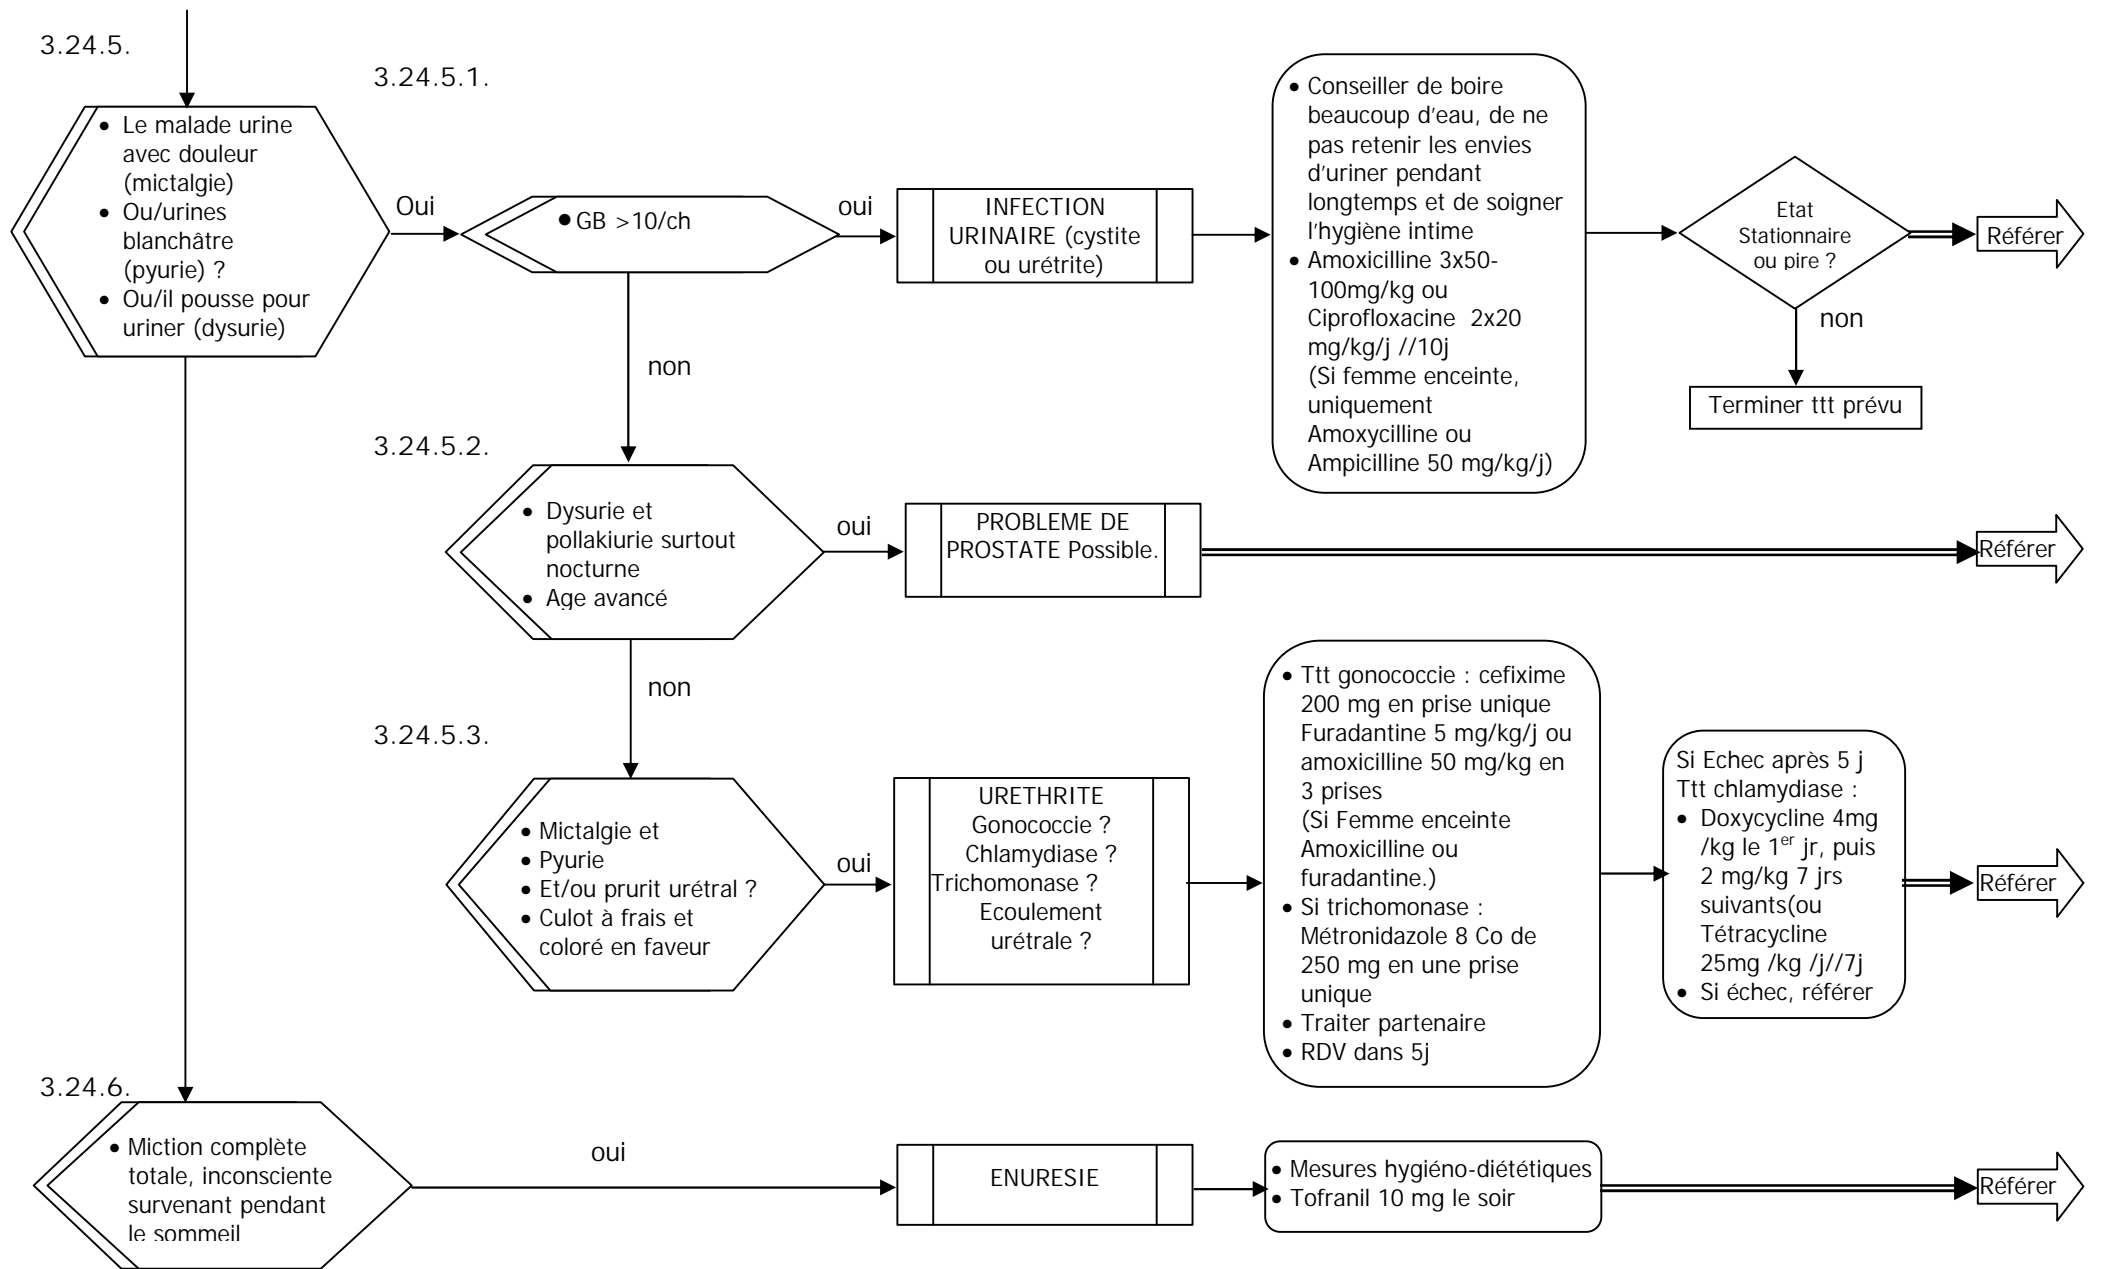 3.24.5.
3.24.5.1.
• Le malade urine
avec douleur
(mictalgie)
• Ou/urines
blanchâtre
(pyurie) ?
• Ou/il pousse pour
uriner (dysurie)
Oui
• GB >10/ch
oui
INFECTION
URINAIRE (cystite
ou urétrite)
• Conseiller de boire
beaucoup d'eau, de ne
pas retenir les envies
d'uriner pendant
longtemps et de soigner
l'hygiène intime
• Amoxicilline 3x50-
100mg/kg ou
Ciprofloxacine 2x20
mg/kg/j //10j
(Si femme enceinte,
uniquement
Amoxycilline ou
Ampicilline 50 mg/kg/j)
Etat
Stationnaire
ou pire ?
Référer
non
Terminer ttt prévu
non
3.24.5.2.
• Dysurie et
pollakiurie surtout
nocturne
• Age avancé
oui
PROBLEME DE
PROSTATE Possible.
Référer
non
3.24.5.3.
• Mictalgie et
• Pyurie
• Et/ou prurit urétral ?
• Culot à frais et
coloré en faveur
oui
URETHRITE
Gonococcie ?
Chlamydiase ?
Trichomonase ?
Ecoulement
urétrale ?
• Ttt gonococcie : cefixime
200 mg en prise unique
Furadantine 5 mg/kg/j ou
amoxicilline 50 mg/kg en
3 prises
(Si Femme enceinte
Amoxicilline ou
furadantine.)
• Si trichomonase :
Métronidazole 8 Co de
250 mg en une prise
unique
• Traiter partenaire
• RDV dans 5j
Si Echec après 5 j
Ttt chlamydiase :
• Doxycycline 4mg
/kg le 1er jr, puis
2 mg/kg 7 jrs
suivants(ou
Tétracycline
25mg /kg /j//7j
• Si échec, référer
Référer
3.24.6.
• Miction complète
totale, inconsciente
survenant pendant
le sommeil
oui
ENURESIE
• Mesures hygiéno-diététiques
• Tofranil 10 mg le soir
Référer